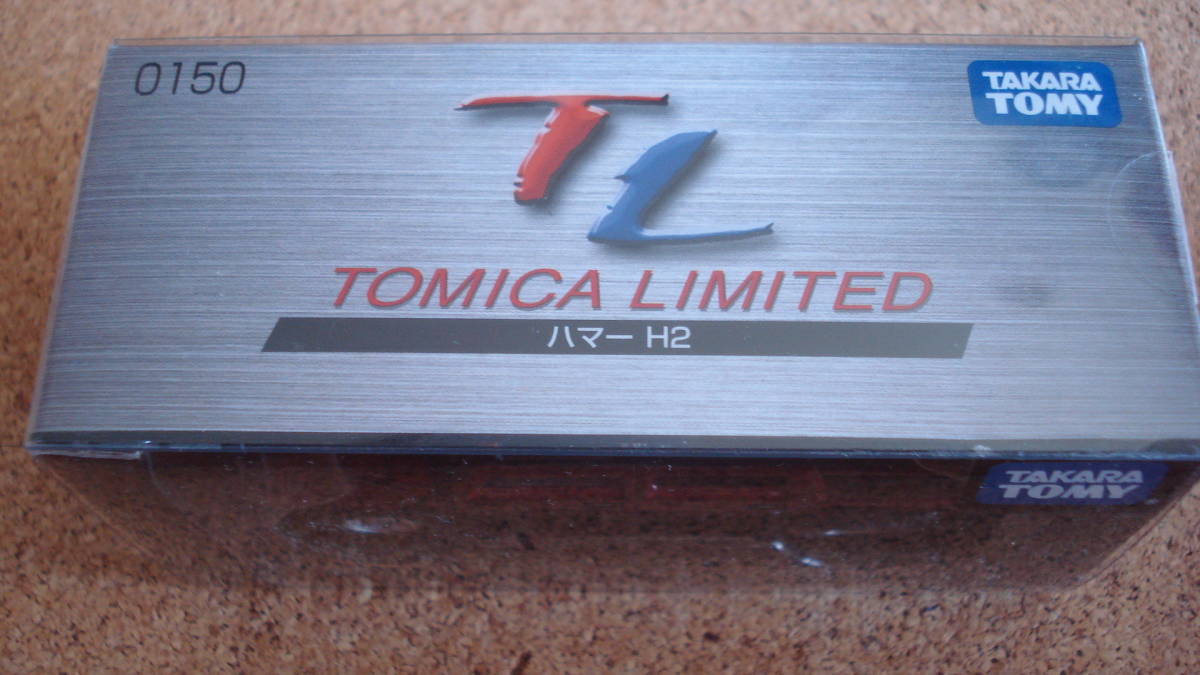 0150
TAKARA
TOMY
TL
TOMICA LIMITED
ハマー H2
TAKARA
TOMY